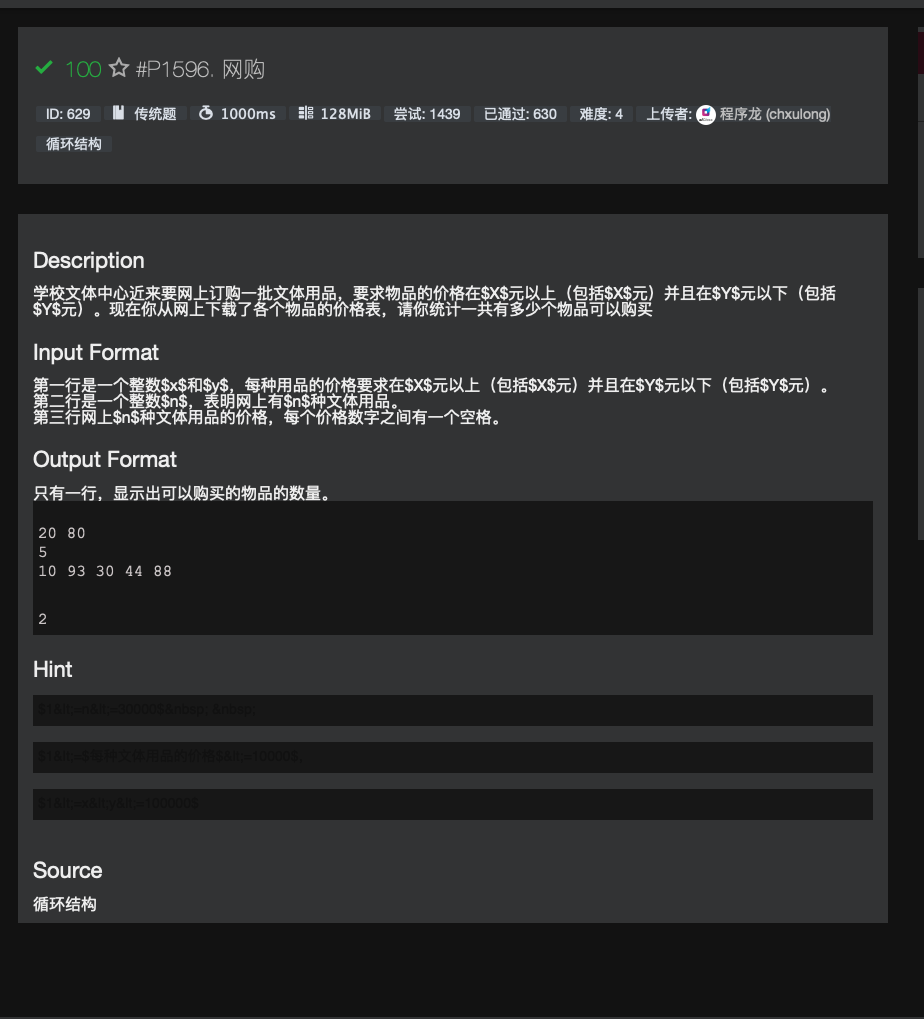 100 #P1596. 网购
ID: 629 传统题 1000ms 128MiB 尝试: 1439 已通过: 630 难度: 4 上传者: 程序龙 (chxulong)
循环结构
Description
学校文体中心近来要网上订购一批文体用品，要求物品的价格在$X$元以上（包括$X$元）并且在$Y$元以下（包括
$Y$元）。现在你从网上下载了各个物品的价格表，请你统计一共有多少个物品可以购买
Input Format
第一行是一个整数$x$和$y$，每种用品的价格要求在$X$元以上（包括$X$元）并且在$Y$元以下（包括$Y$元）。
第二行是一个整数$n$，表明网上有$n$种文体用品。
第三行网上$n$种文体用品的价格，每个价格数字之间有一个空格。
Output Format
只有一行，显示出可以购买的物品的数量。
20 80
5
10 93 30 44 88
2
Hint
$1&lt;=n&lt;=30000$&nbsp; &nbsp;
$1&lt;=$每种文体用品的价格$&lt;=10000$;
$1&lt;=x&lt;y&lt;=100000$
Source
循环结构